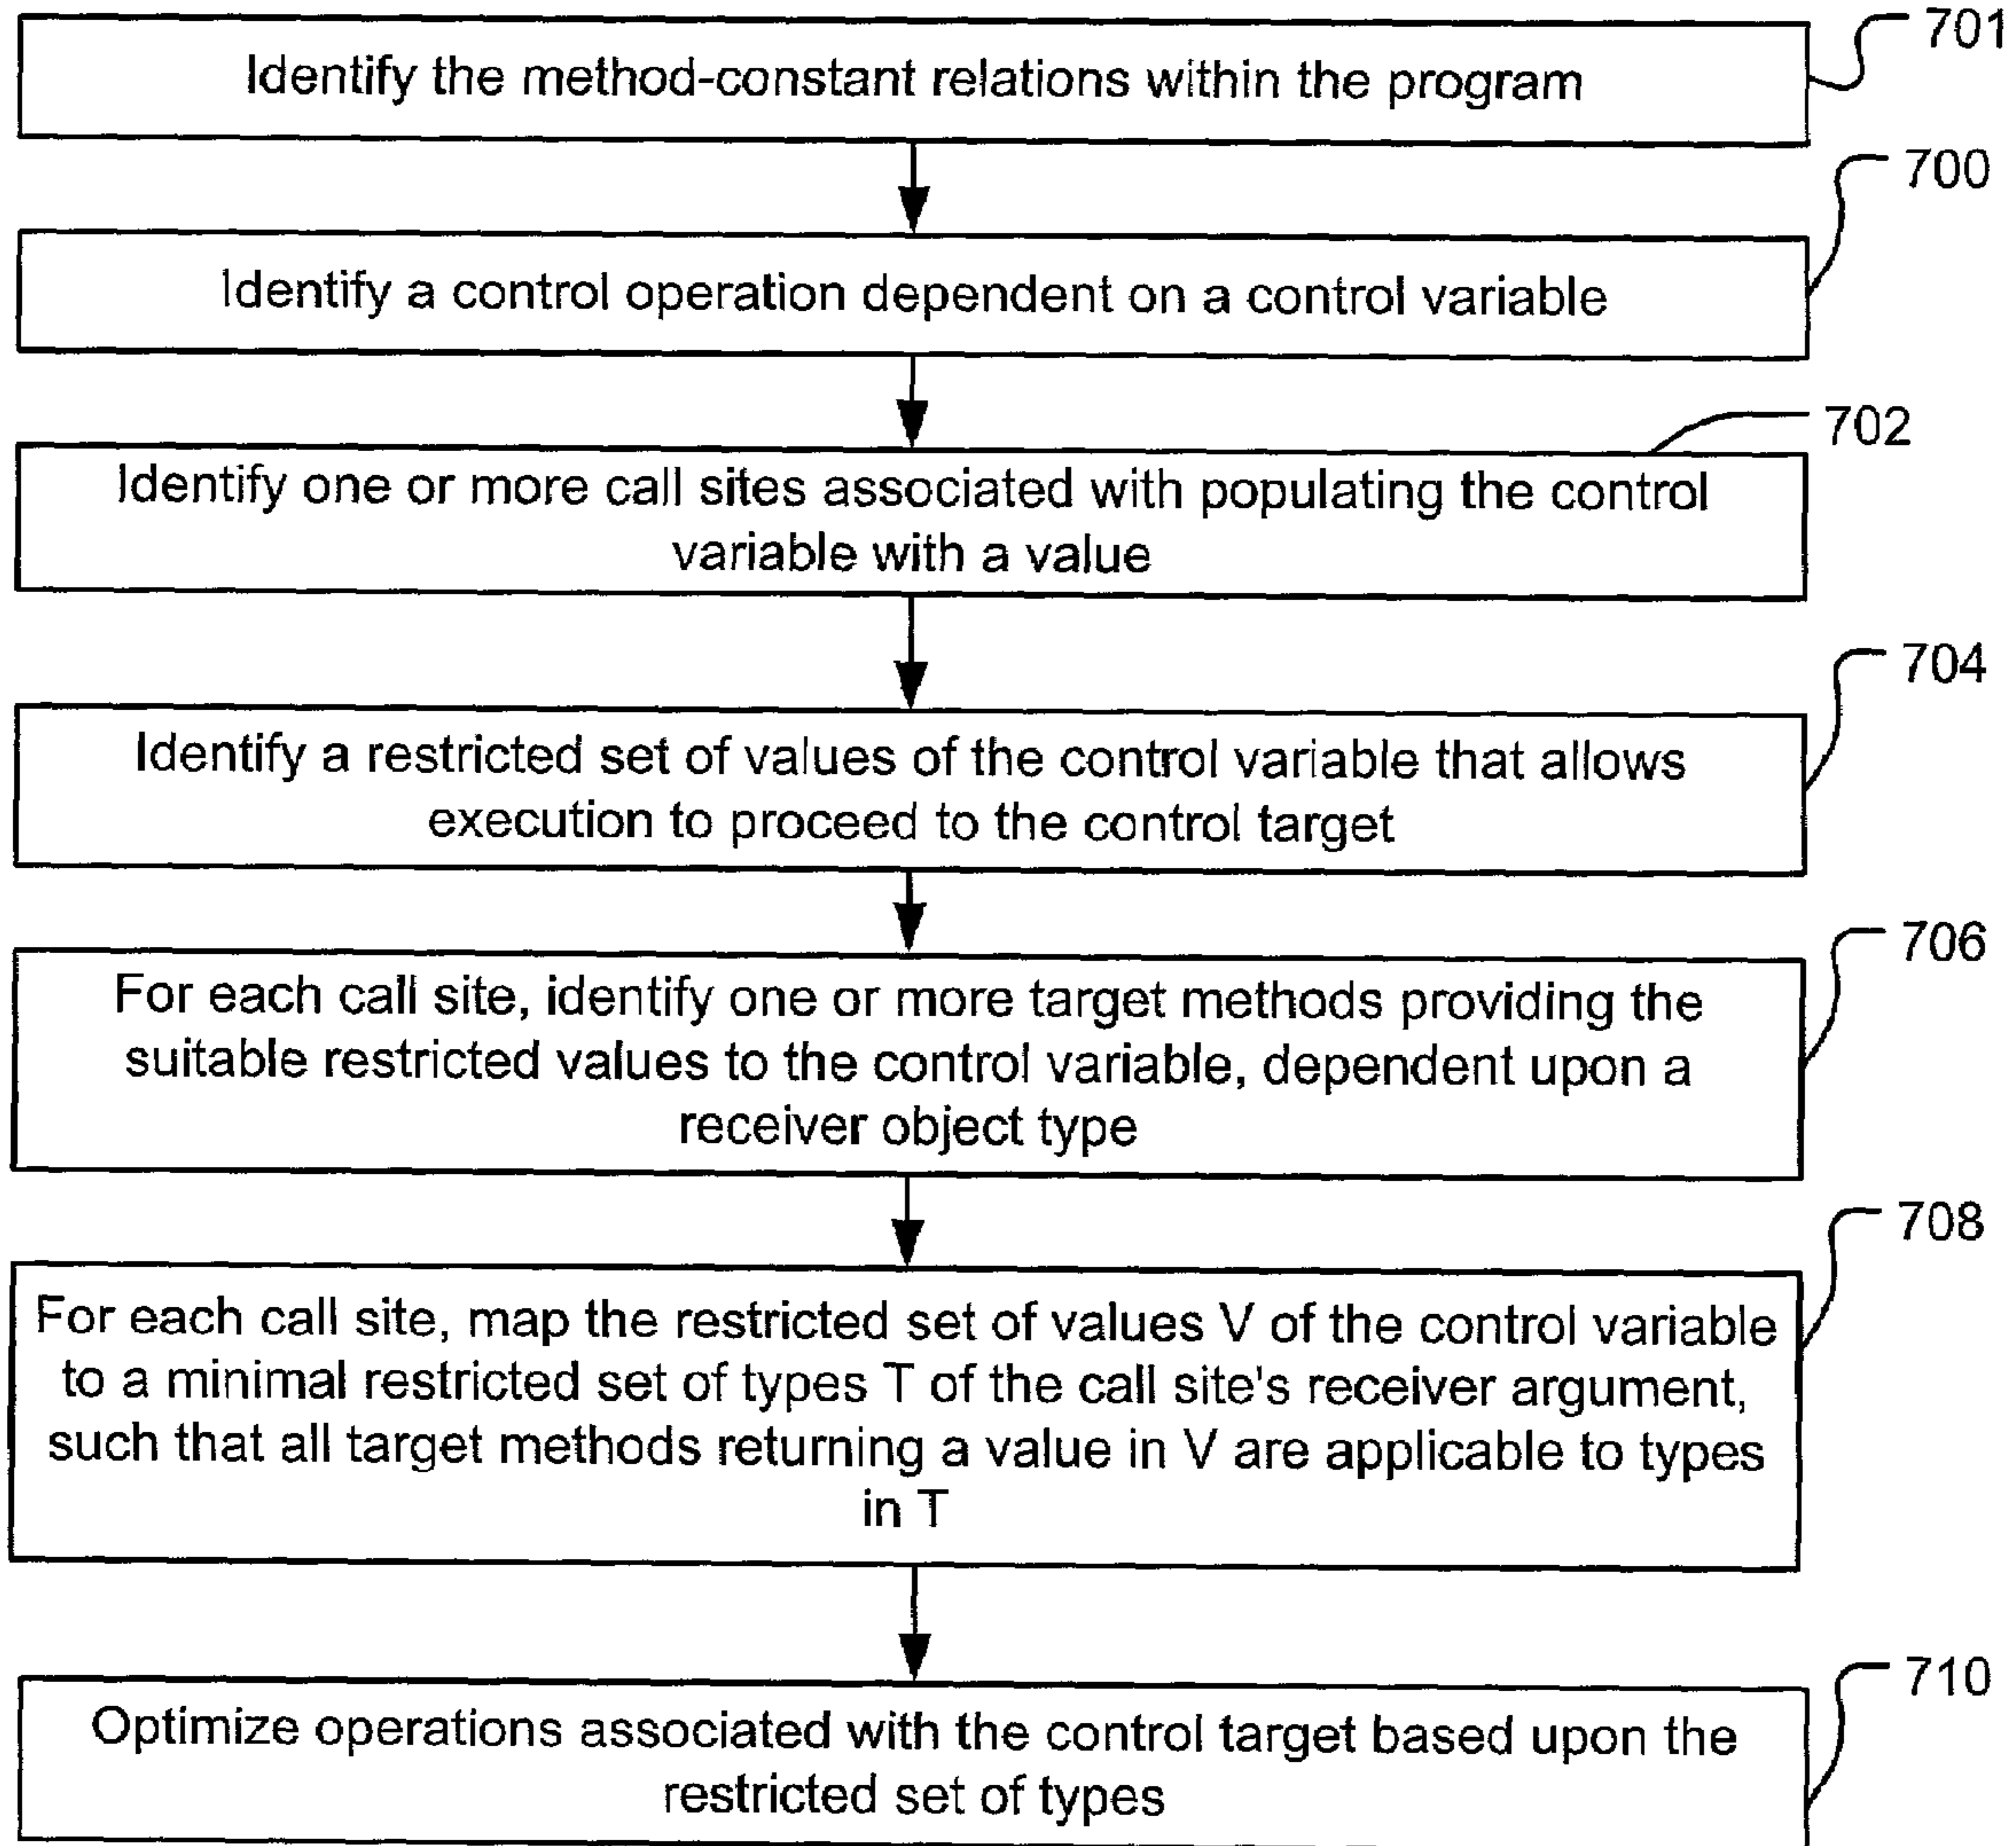 701
Identify the method-constant relations within the program
700
Identify a control operation dependent on a control variable
702
Identify one or more call sites associated with populating the control
variable with a value
704
Identify a restricted set of values of the control variable that allows
execution to proceed to the control target
706
For each call site, identify one or more target methods providing the
suitable restricted values to the control variable, dependent upon a
receiver object type
708
For each call site, map the restricted set of values V of the control variable
to a minimal restricted set of types T of the call site's receiver argument,
such that all target methods returning a value in V are applicable to types
in T
710
Optimize operations associated with the control target based upon the
restricted set of types